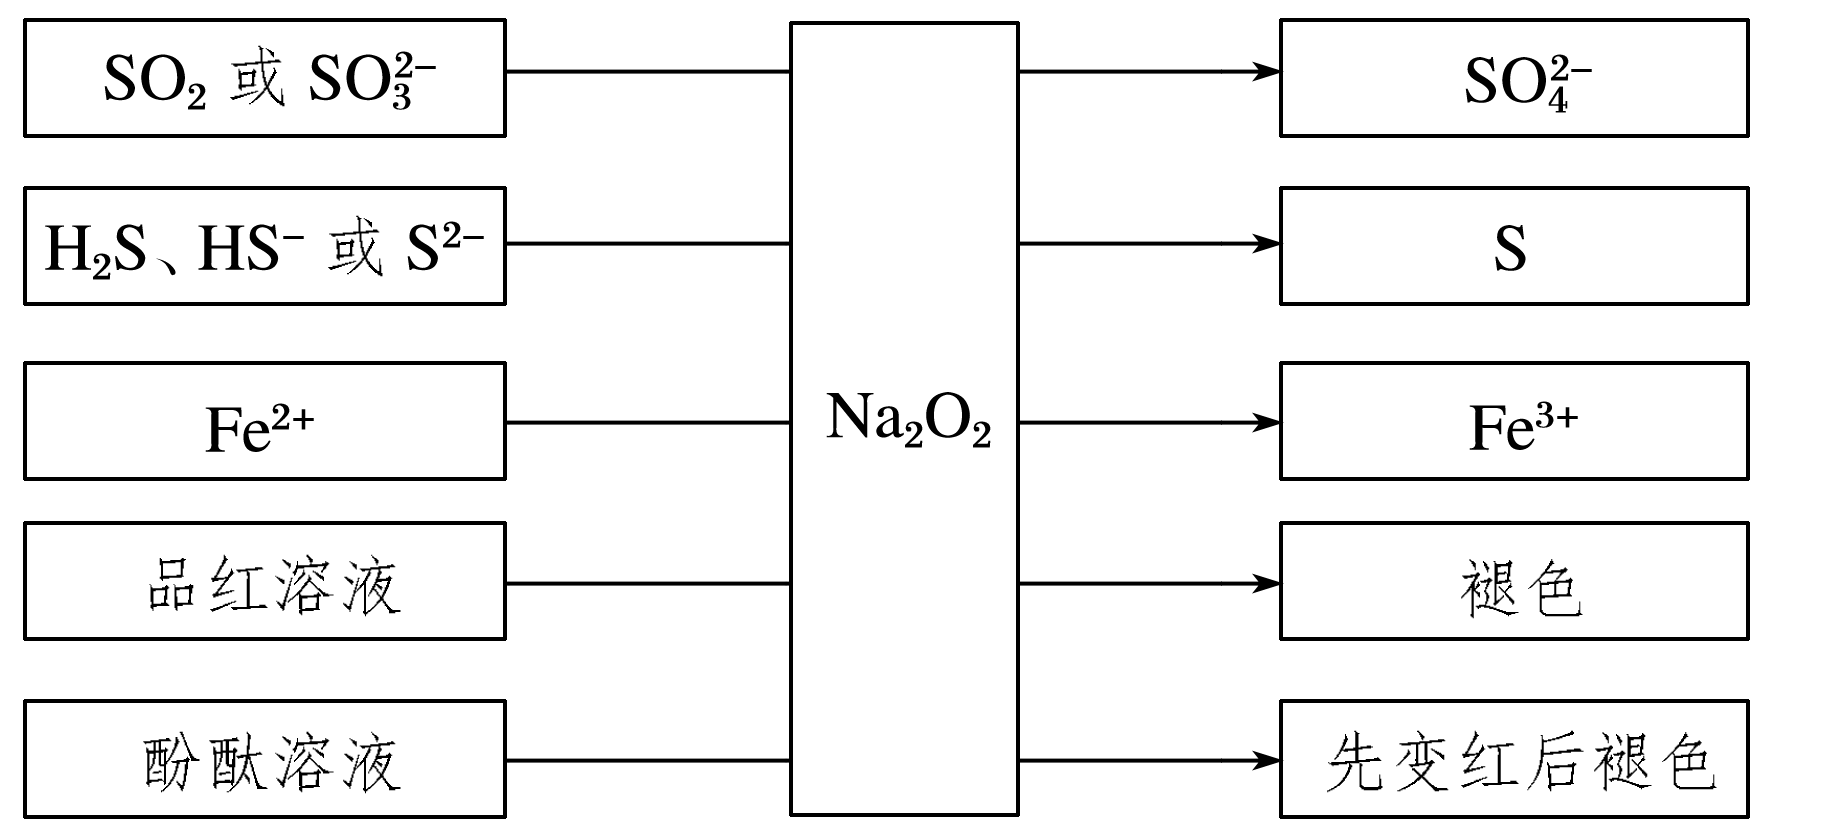 SO₂ 或 SO₃²⁻
SO₄²⁻
H₂S、HS⁻ 或 S²⁻
S
Fe²⁺
Na₂O₂
Fe³⁺
品红溶液
褪色
酚酞溶液
先变红后褪色